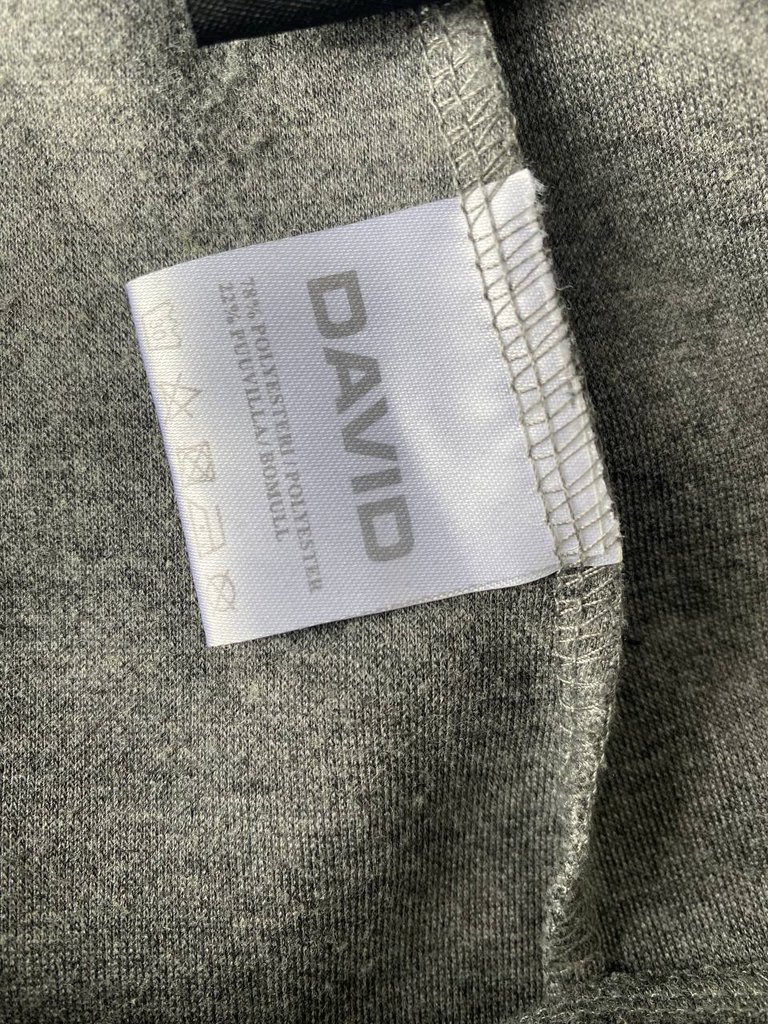 DAVID
78% POLYESTERI / POLYESTER
22% PUUVILLA / BOMULL